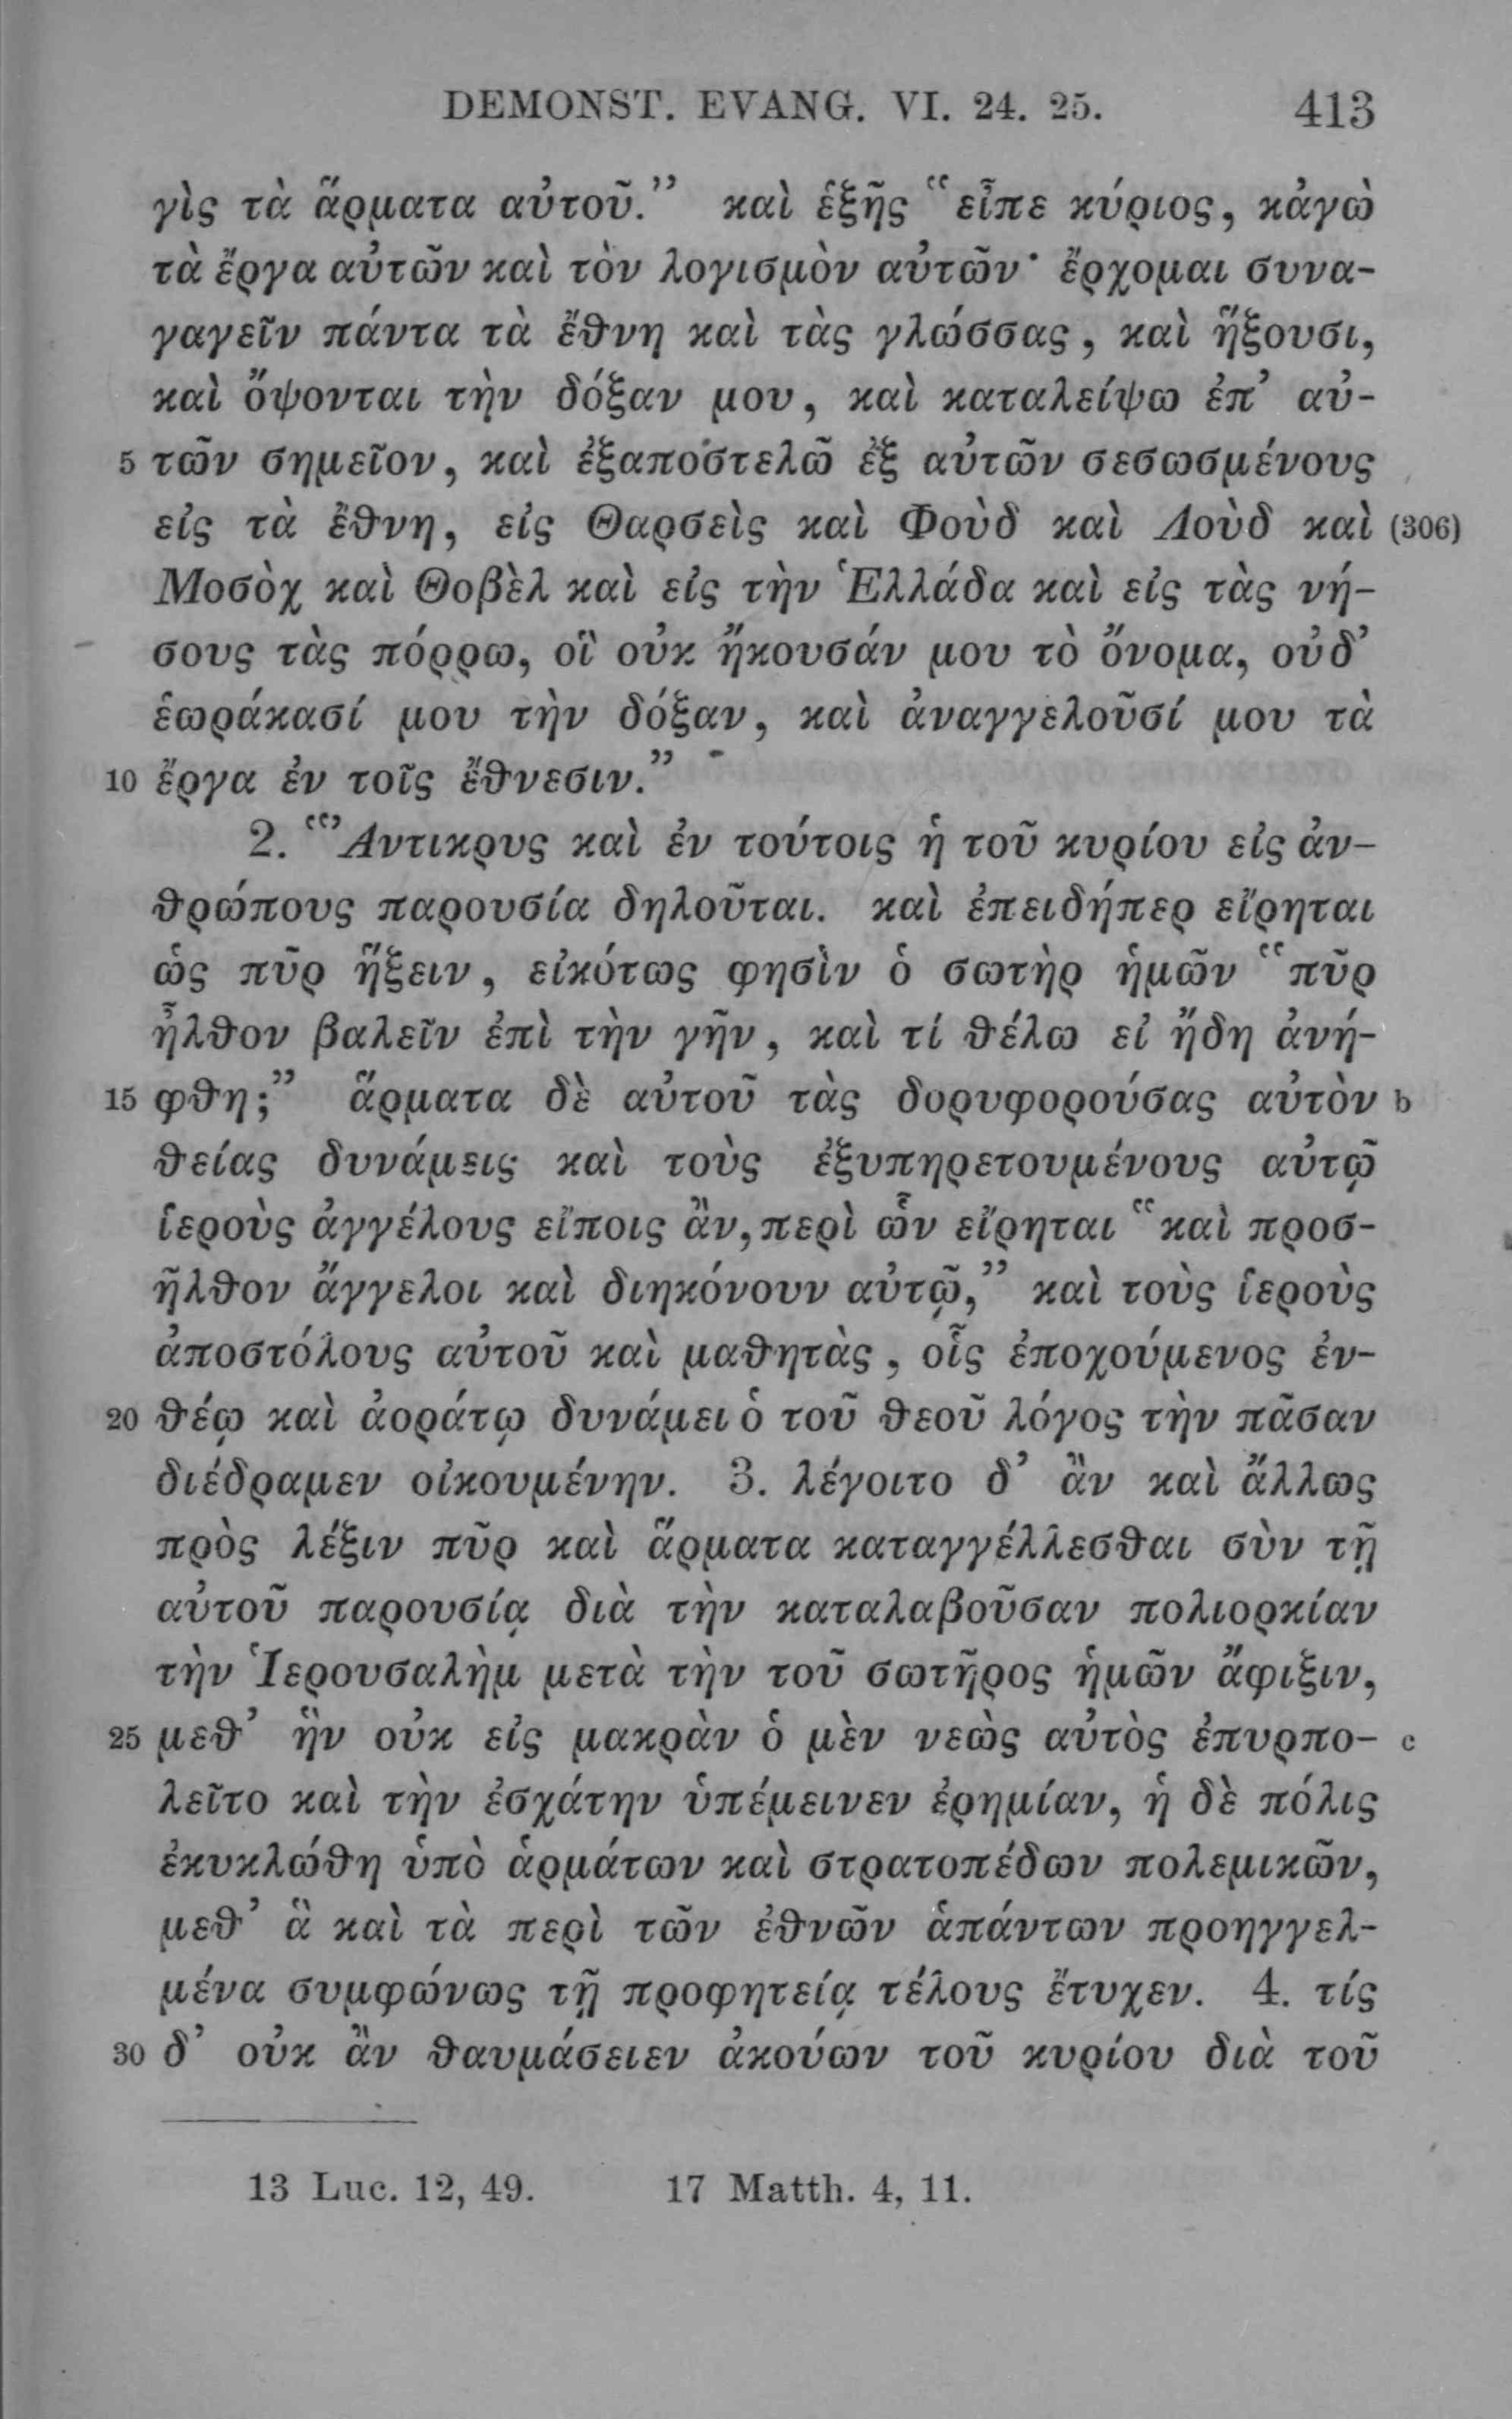 DEMONST. EVANG. VI. 24. 25. 413
γὶς τὰ ἅρματα αὐτοῦ.” καὶ ἑξῆς “εἶπε κύριος, κἀγὼ
τὰ ἔργα αὐτῶν καὶ τὸν λογισμὸν αὐτῶν· ἔρχομαι συνα-
γαγεῖν πάντα τὰ ἔθνη καὶ τὰς γλώσσας, καὶ ἥξουσι,
καὶ ὄψονται τὴν δόξαν μου, καὶ καταλείψω ἐπ’ αὐ-
5 τῶν σημεῖον, καὶ ἐξαποστελῶ ἐξ αὐτῶν σεσωσμένους
εἰς τὰ ἔθνη, εἰς Θαρσεὶς καὶ Φοὺδ καὶ Λοὺδ καὶ (306)
Μοσὸχ καὶ Θοβὲλ καὶ εἰς τὴν Ἑλλάδα καὶ εἰς τὰς νή-
σους τὰς πόρρω, οἳ οὐκ ἤκουσάν μου τὸ ὄνομα, οὐδ’
ἑωράκασί μου τὴν δόξαν, καὶ ἀναγγελοῦσί μου τὰ
10 ἔργα ἐν τοῖς ἔθνεσιν.”
2. “Ἄντικρυς καὶ ἐν τούτοις ἡ τοῦ κυρίου εἰς ἀν-
θρώπους παρουσία δηλοῦται. καὶ ἐπειδήπερ εἴρηται
ὡς πῦρ ἥξειν, εἰκότως φησὶν ὁ σωτὴρ ἡμῶν “πῦρ
ἦλθον βαλεῖν ἐπὶ τὴν γῆν, καὶ τί θέλω εἰ ἤδη ἀνή-
15 φθη;” ἅρματα δὲ αὐτοῦ τὰς δορυφορούσας αὐτὸν b
θείας δυνάμεις καὶ τοὺς ἐξυπηρετουμένους αὐτῷ
ἱεροὺς ἀγγέλους εἴποις ἂν, περὶ ὧν εἴρηται “καὶ προσ-
ῆλθον ἄγγελοι καὶ διηκόνουν αὐτῷ,” καὶ τοὺς ἱεροὺς
ἀποστόλους αὐτοῦ καὶ μαθητὰς, οἷς ἐποχούμενος ἐν-
20 θέῳ καὶ ἀοράτῳ δυνάμει ὁ τοῦ θεοῦ λόγος τὴν πᾶσαν
διέδραμεν οἰκουμένην. 3. λέγοιτο δ’ ἂν καὶ ἄλλως
πρὸς λέξιν πῦρ καὶ ἅρματα καταγγέλλεσθαι σὺν τῇ
αὐτοῦ παρουσίᾳ διὰ τὴν καταλαβοῦσαν πολιορκίαν
τὴν Ἱερουσαλὴμ μετὰ τὴν τοῦ σωτῆρος ἡμῶν ἄφιξιν,
25 μεθ’ ἣν οὐκ εἰς μακρὰν ὁ μὲν νεὼς αὐτὸς ἐπυρπο- c
λεῖτο καὶ τὴν ἐσχάτην ὑπέμεινεν ἐρημίαν, ἡ δὲ πόλις
ἐκυκλώθη ὑπὸ ἁρμάτων καὶ στρατοπέδων πολεμικῶν,
μεθ’ ἃ καὶ τὰ περὶ τῶν ἐθνῶν ἁπάντων προηγγελ-
μένα συμφώνως τῇ προφητείᾳ τέλους ἔτυχεν. 4. τίς
30 δ’ οὐκ ἂν θαυμάσειεν ἀκούων τοῦ κυρίου διὰ τοῦ
13 Luc. 12, 49. 17 Matth. 4, 11.